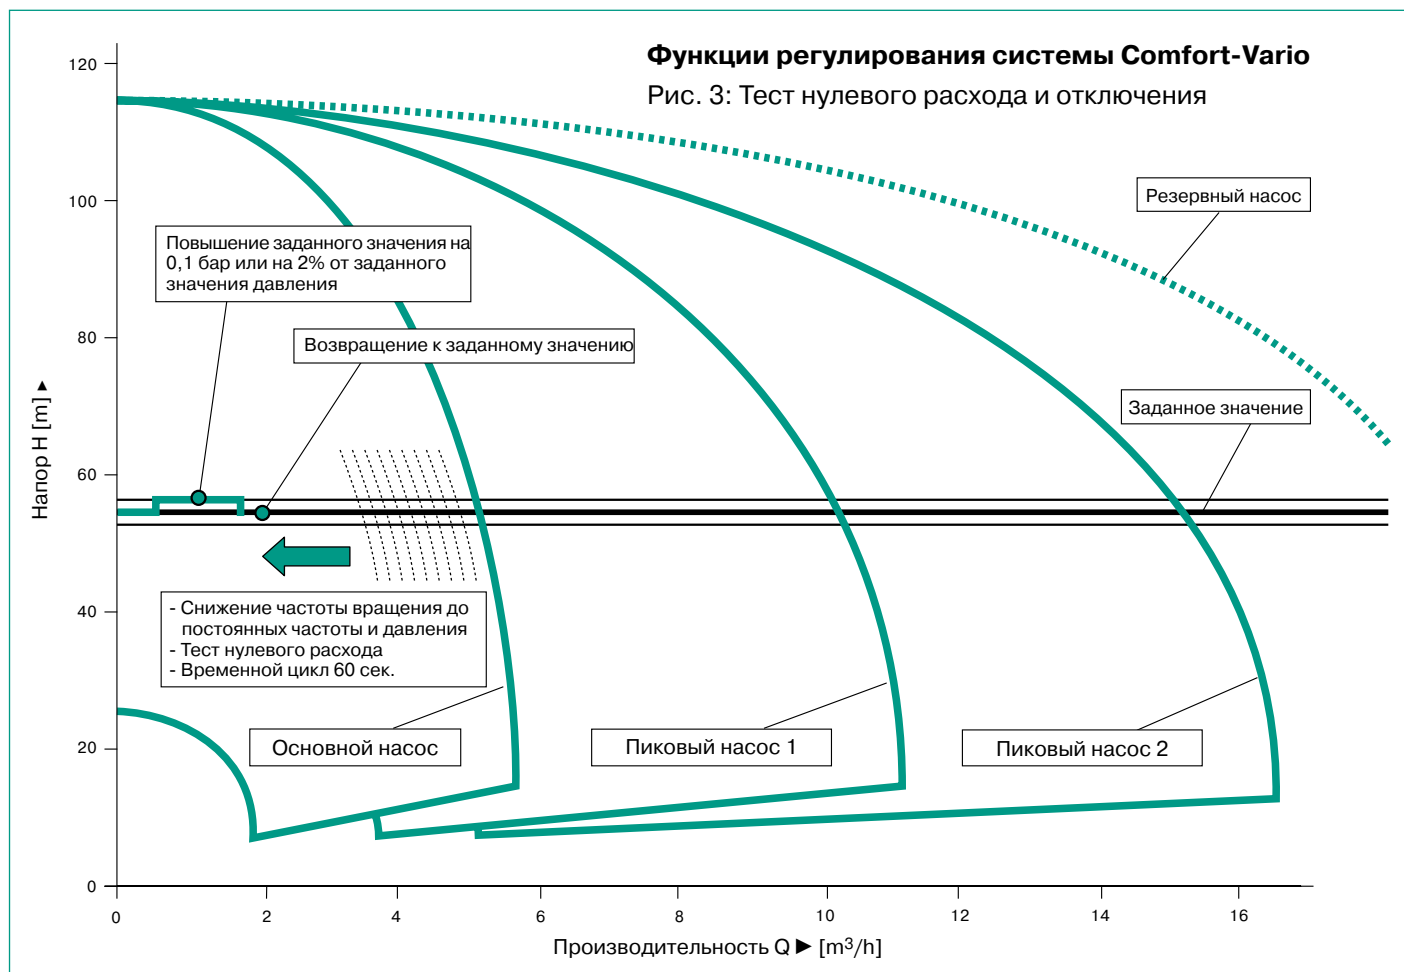 Функции регулирования системы Comfort-Vario
Рис. 3: Тест нулевого расхода и отключения
120
100
80
60
40
20
0
Напор H [m] ►
Резервный насос
Повышение заданного значения на
0,1 бар или на 2% от заданного
значения давления
Возвращение к заданному значению
Заданное значение
- Снижение частоты вращения до
постоянных частоты и давления
- Тест нулевого расхода
- Временной цикл 60 сек.
Основной насос
Пиковый насос 1
Пиковый насос 2
0 2 4 6 8 10 12 14 16
Производительность Q ► [m³/h]